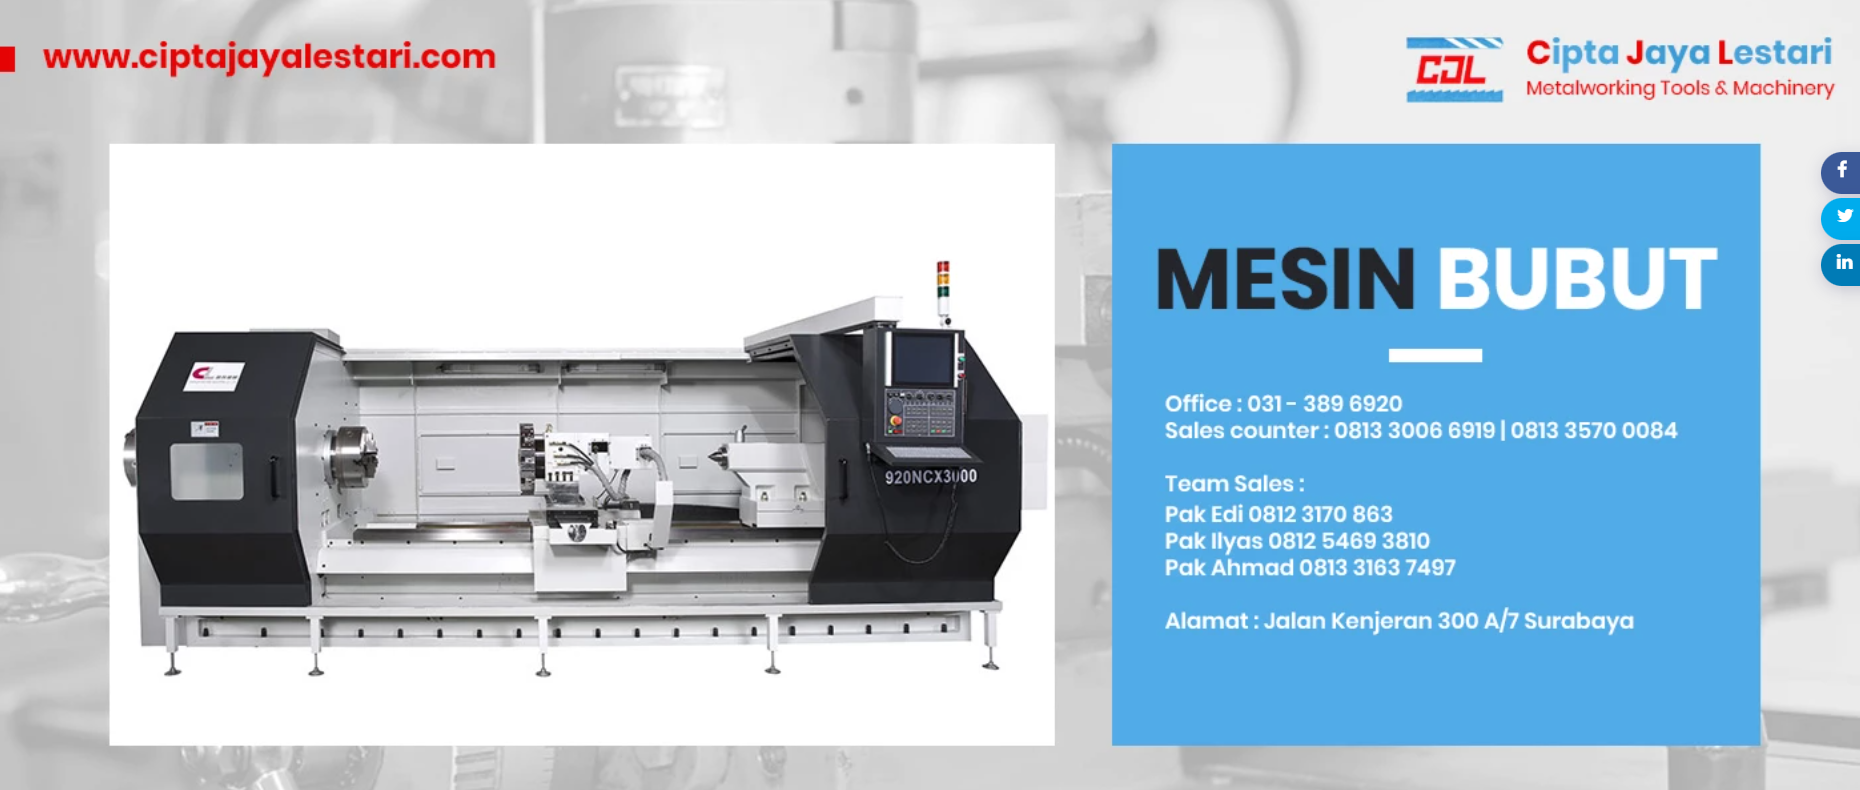 www.ciptajayalestari.com
CJL
Cipta Jaya Lestari
Metalworking Tools & Machinery
MESIN BUBUT
Office : 031 - 389 6920
Sales counter : 0813 3006 6919 | 0813 3570 0084
Team Sales :
Pak Edi 0812 3170 863
Pak Ilyas 0812 5469 3810
Pak Ahmad 0813 3163 7497
Alamat : Jalan Kenjeran 300 A/7 Surabaya
920NCX3000